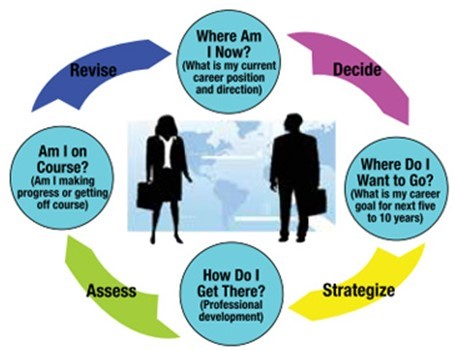 Where Am
I Now?
(What is my current
career position
and direction)
Decide
Where Do I
Want to Go?
(What is my career
goal for next five
to 10 years)
Strategize
How Do I
Get There?
(Professional
development)
Assess
Am I on
Course?
(Am I making
progress or getting
off course)
Revise